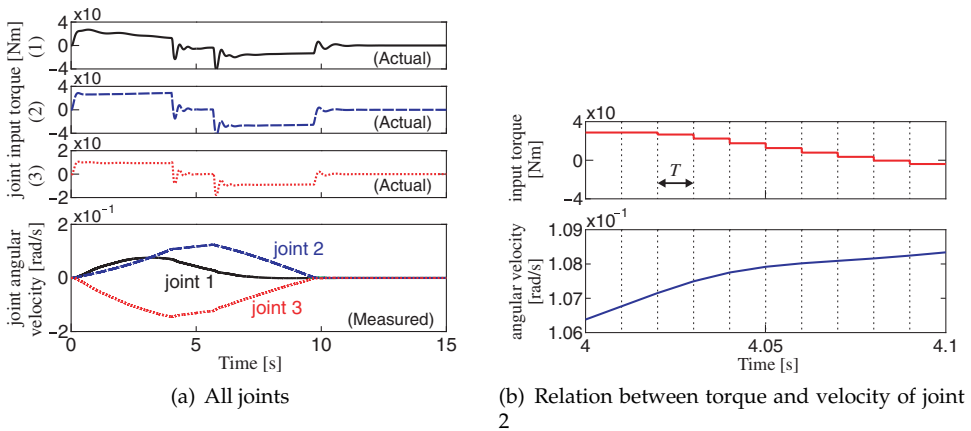 x10
4
0
−4
(Actual)
x10
4
0
−4
(Actual)
x10
2
0
−2
(Actual)
joint input torque [Nm]
(1)
(2)
(3)
x10⁻¹
2
0
−2
joint angular
velocity [rad/s]
joint 2
joint 1
joint 3
(Measured)
0
5
10
15
Time [s]
(a) All joints
x10
4
0
−4
input torque
[Nm]
T
x10⁻¹
1.09
1.08
1.07
1.06
angular velocity
[rad/s]
4
4.05
4.1
Time [s]
(b) Relation between torque and velocity of joint
2